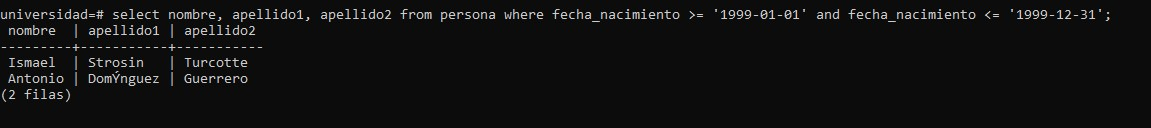 universidad=# select nombre, apellido1, apellido2 from persona where fecha_nacimiento >= '1999-01-01' and fecha_nacimiento <= '1999-12-31';
 nombre  | apellido1 | apellido2
---------+-----------+-----------
 Ismael  | Strosin   | Turcotte
 Antonio | DomÝnguez | Guerrero
(2 filas)